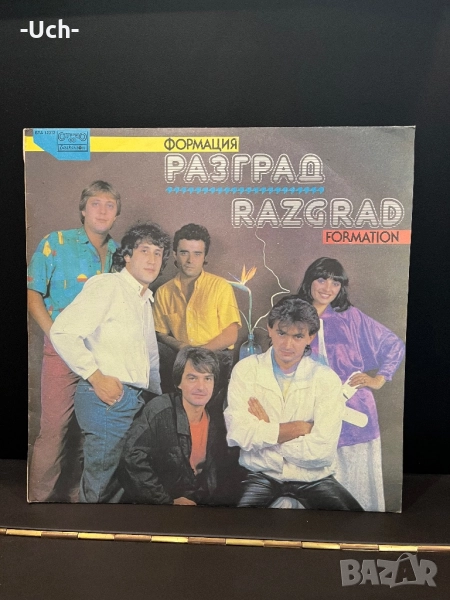 -Uch-
ФОРМАЦИЯ
РАЗГРАД
RAZGRAD
FORMATION
BAZAR